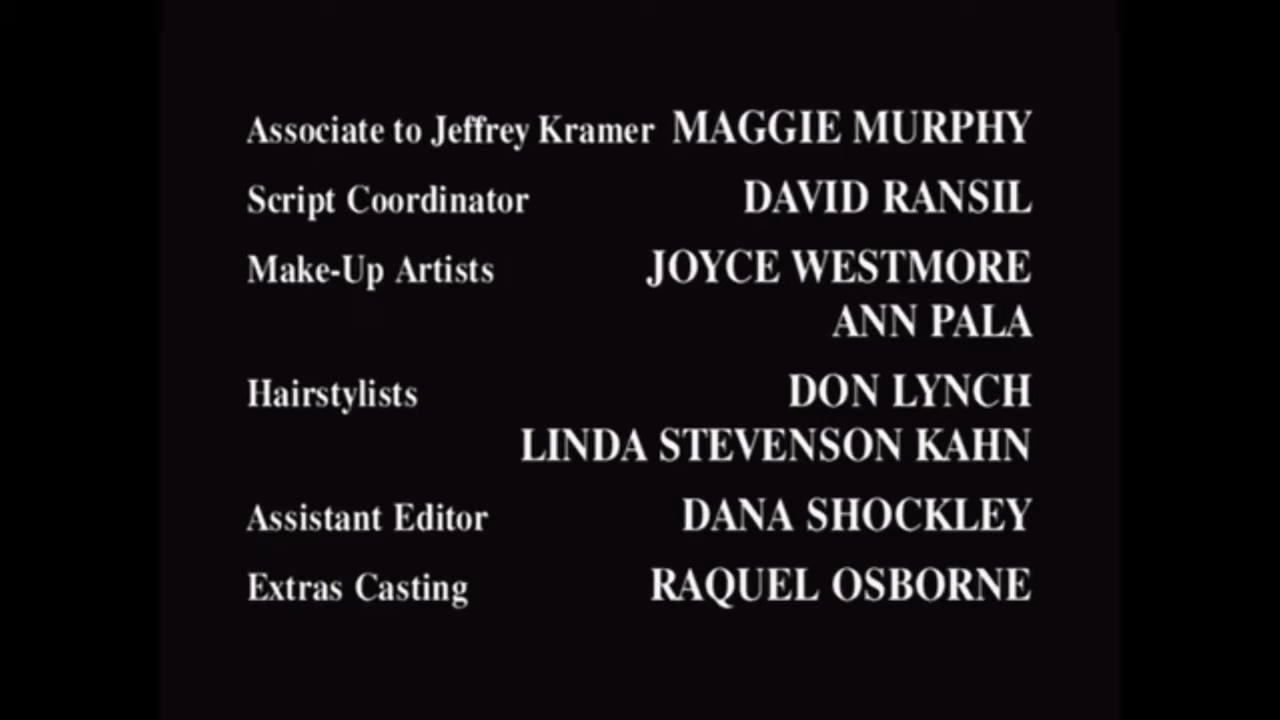 Associate to Jeffrey Kramer MAGGIE MURPHY
Script Coordinator DAVID RANSIL
Make-Up Artists JOYCE WESTMORE
ANN PALA
Hairstylists DON LYNCH
LINDA STEVENSON KAHN
Assistant Editor DANA SHOCKLEY
Extras Casting RAQUEL OSBORNE